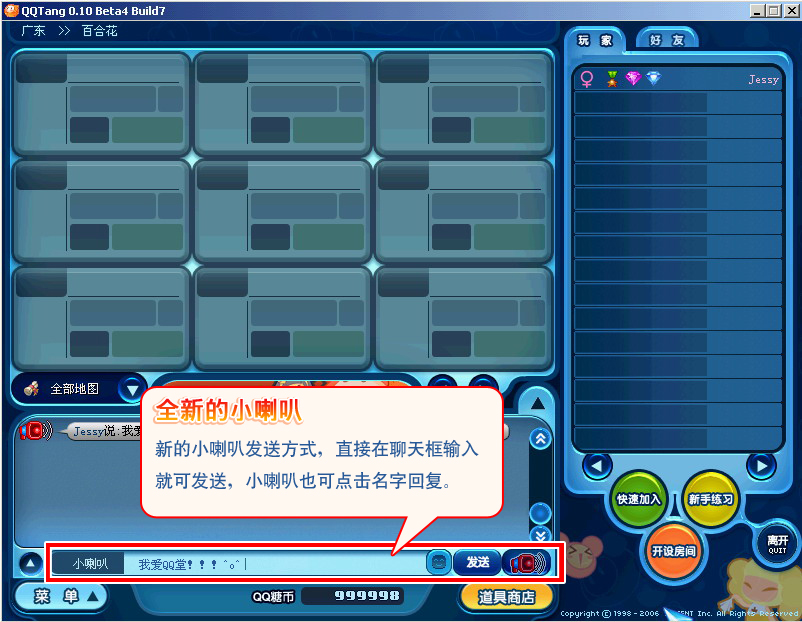 QQTang 0.10 Beta4 Build7
广东 >> 百合花
玩家
好友
Jessy
全部地图
Jessy说:我爱
全新的小喇叭
新的小喇叭发送方式，直接在聊天框输入
就可发送，小喇叭也可点击名字回复。
小喇叭
我爱QQ堂！！！^o^
发送
快速加入
新手练习
开设房间
离开
QUIT
菜 单
QQ糖币
999998
道具商店
Copyright © 1998 - 2006
ENT Inc. All Rights Reserved